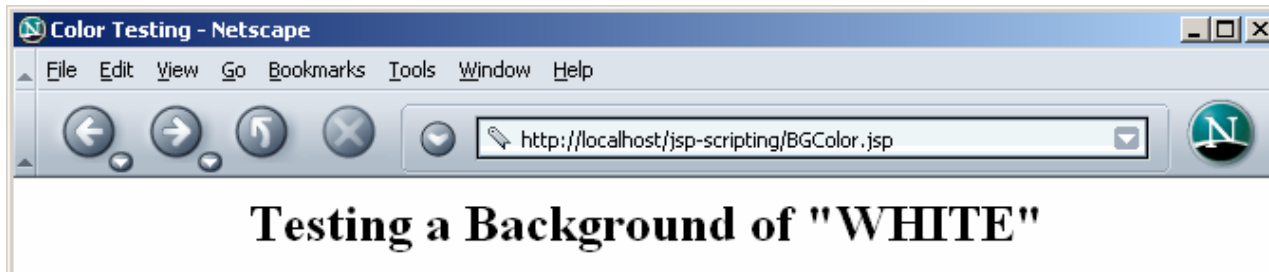 Color Testing - Netscape
File Edit View Go Bookmarks Tools Window Help
http://localhost/jsp-scripting/BGColor.jsp
N
Testing a Background of "WHITE"